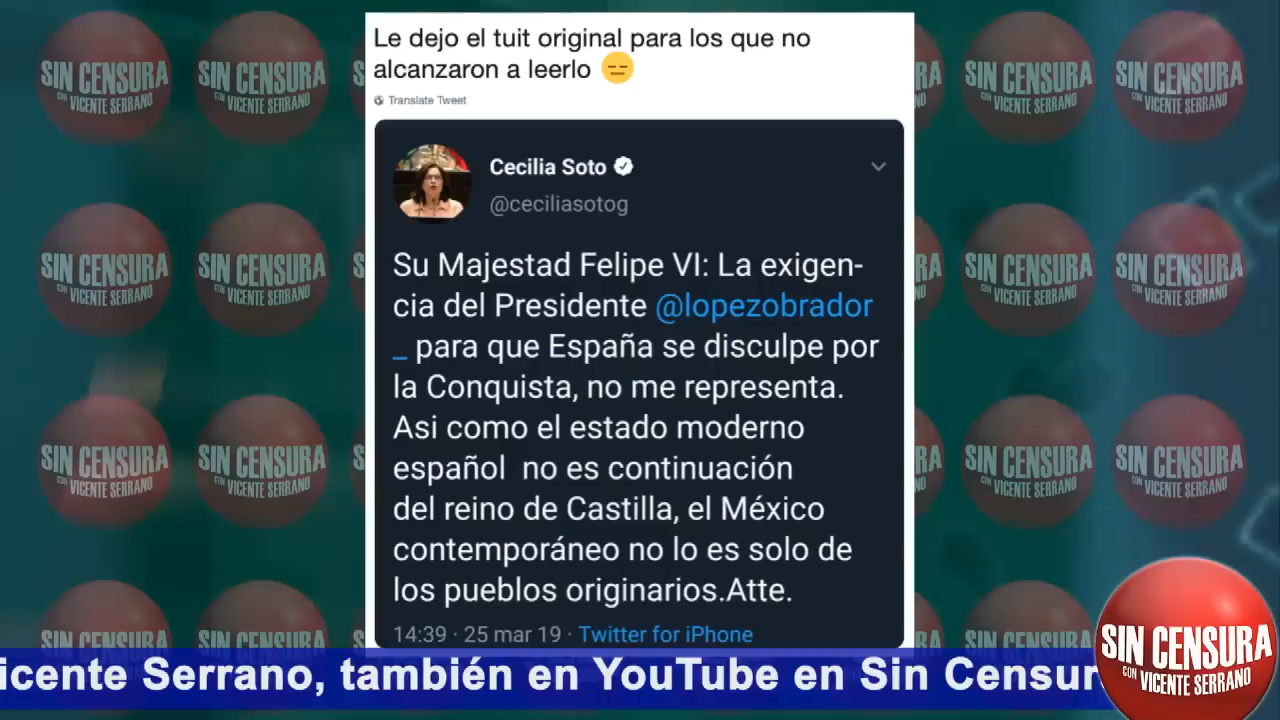 Le dejo el tuit original para los que no
alcanzaron a leerlo 😑
Translate Tweet
Cecilia Soto
@ceciliasotog
Su Majestad Felipe VI: La exigen-
cia del Presidente @lopezobrador
_ para que España se disculpe por
la Conquista, no me representa.
Asi como el estado moderno
español  no es continuación
del reino de Castilla, el México
contemporáneo no lo es solo de
los pueblos originarios.Atte.
14:39 · 25 mar 19 · Twitter for iPhone
icente Serrano, también en YouTube en Sin Censur
SIN CENSURA
CON VICENTE SERRANO